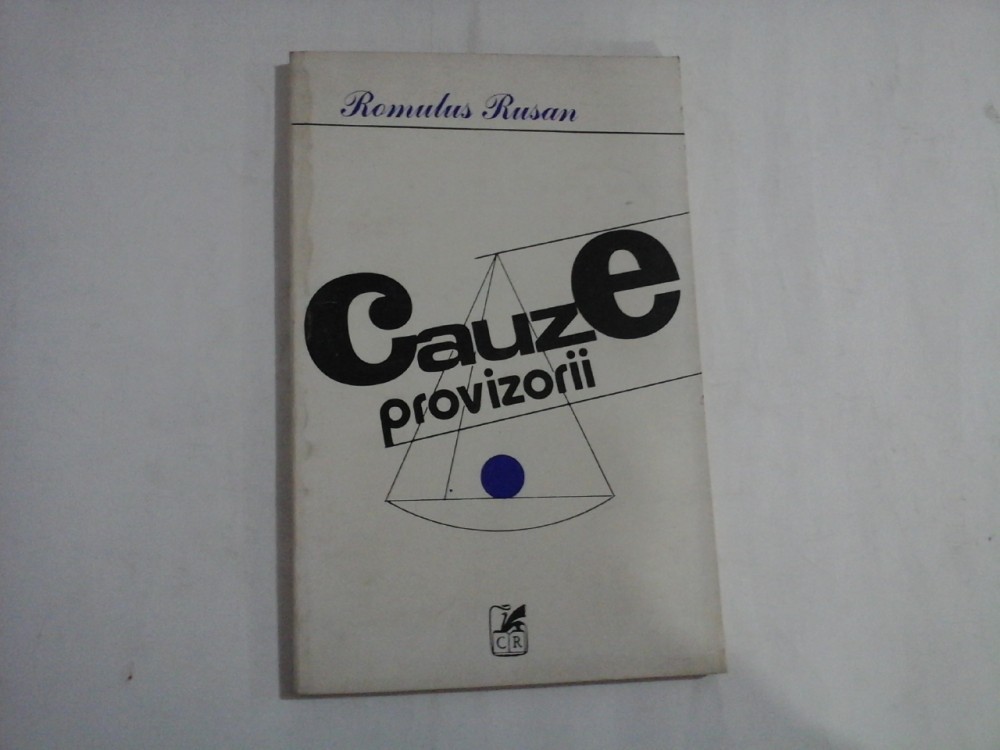 Romulus Rusan
Cauze
provizorii
CR